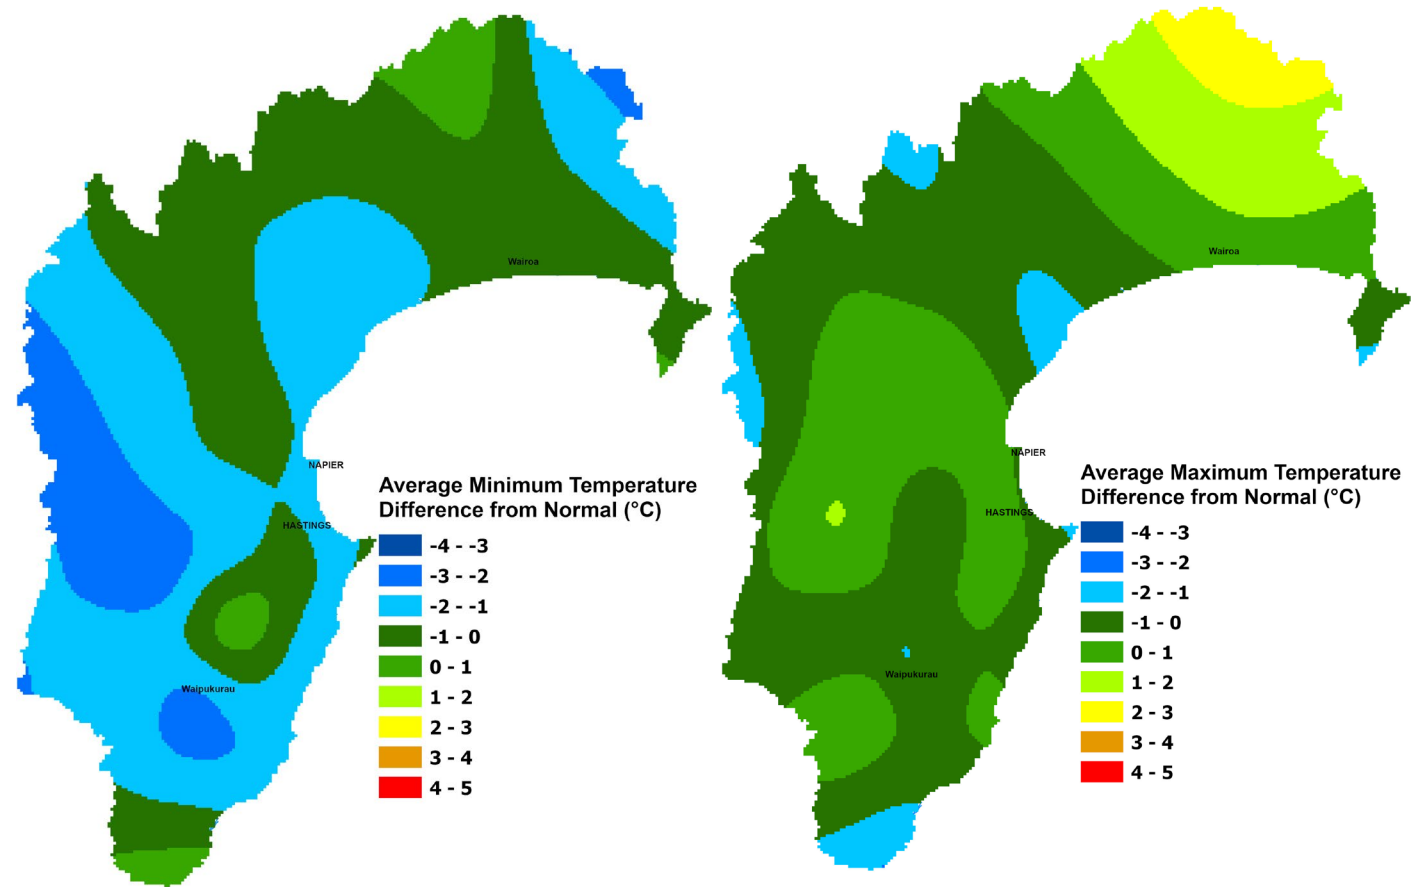 Wairoa
NAPIER
HASTINGS
Waipukurau
Average Minimum Temperature
Difference from Normal (°C)
-4 - -3
-3 - -2
-2 - -1
-1 - 0
0 - 1
1 - 2
2 - 3
3 - 4
4 - 5
Wairoa
NAPIER
HASTINGS
Waipukurau
Average Maximum Temperature
Difference from Normal (°C)
-4 - -3
-3 - -2
-2 - -1
-1 - 0
0 - 1
1 - 2
2 - 3
3 - 4
4 - 5